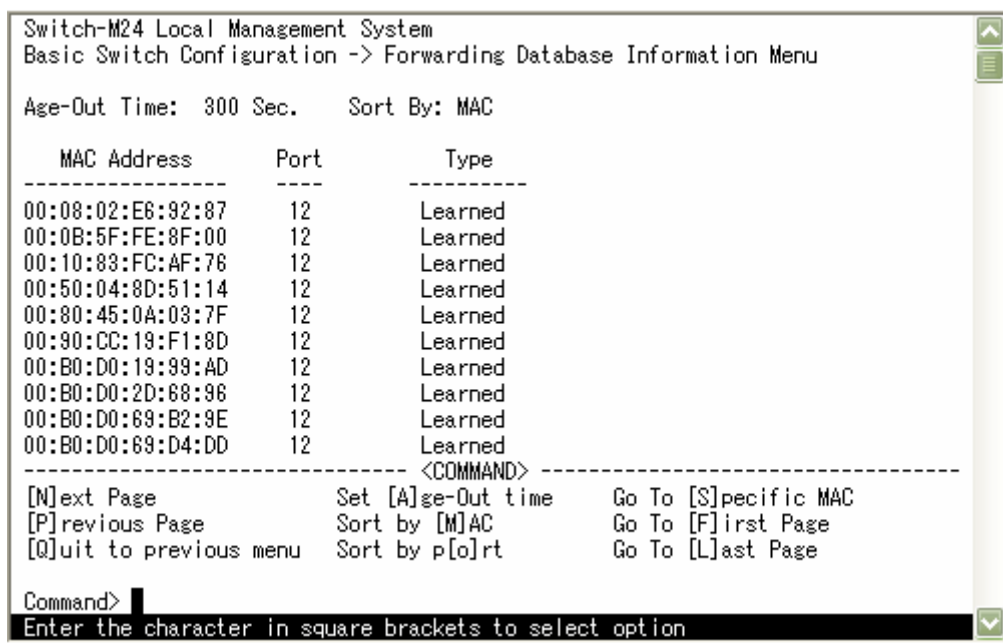 Switch-M24 Local Management System
Basic Switch Configuration -> Forwarding Database Information Menu
Age-Out Time:  300 Sec.    Sort By: MAC
MAC Address    Port    Type
-----------------    ----    ----------
00:08:02:E6:92:87    12    Learned
00:0B:5F:FE:8F:00    12    Learned
00:10:83:FC:AF:76    12    Learned
00:50:04:8D:51:14    12    Learned
00:80:45:0A:03:7F    12    Learned
00:90:CC:19:F1:8D    12    Learned
00:B0:D0:19:99:AD    12    Learned
00:B0:D0:2D:68:96    12    Learned
00:B0:D0:69:B2:9E    12    Learned
00:B0:D0:69:D4:DD    12    Learned
-------------------------------- <COMMAND> -----------------------------------
[N]ext Page    Set [A]ge-Out time    Go To [S]pecific MAC
[P]revious Page    Sort by [M]AC    Go To [F]irst Page
[Q]uit to previous menu    Sort by p[o]rt    Go To [L]ast Page
Command>
Enter the character in square brackets to select option